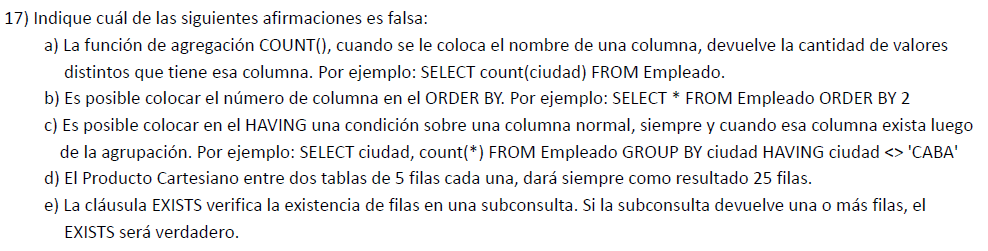 17) Indique cuál de las siguientes afirmaciones es falsa:
a) La función de agregación COUNT(), cuando se le coloca el nombre de una columna, devuelve la cantidad de valores
distintos que tiene esa columna. Por ejemplo: SELECT count(ciudad) FROM Empleado.
b) Es posible colocar el número de columna en el ORDER BY. Por ejemplo: SELECT * FROM Empleado ORDER BY 2
c) Es posible colocar en el HAVING una condición sobre una columna normal, siempre y cuando esa columna exista luego
de la agrupación. Por ejemplo: SELECT ciudad, count(*) FROM Empleado GROUP BY ciudad HAVING ciudad <> 'CABA'
d) El Producto Cartesiano entre dos tablas de 5 filas cada una, dará siempre como resultado 25 filas.
e) La cláusula EXISTS verifica la existencia de filas en una subconsulta. Si la subconsulta devuelve una o más filas, el
EXISTS será verdadero.